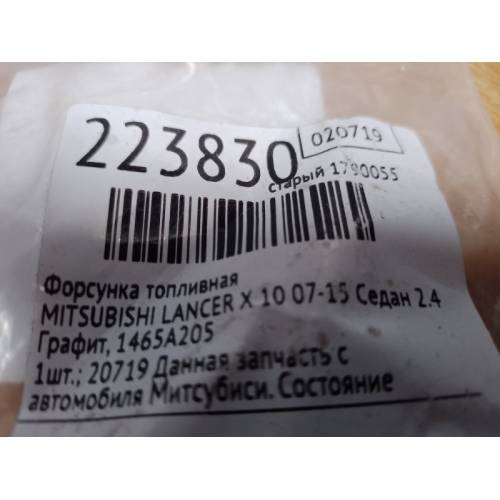 223830
020719
старый 1790055
Форсунка топливная
MITSUBISHI LANCER X 10 07-15 Седан 2.4
Графит, 1465A205
1шт.; 20719 Данная запчасть с
автомобиля Митсубиси. Состояние